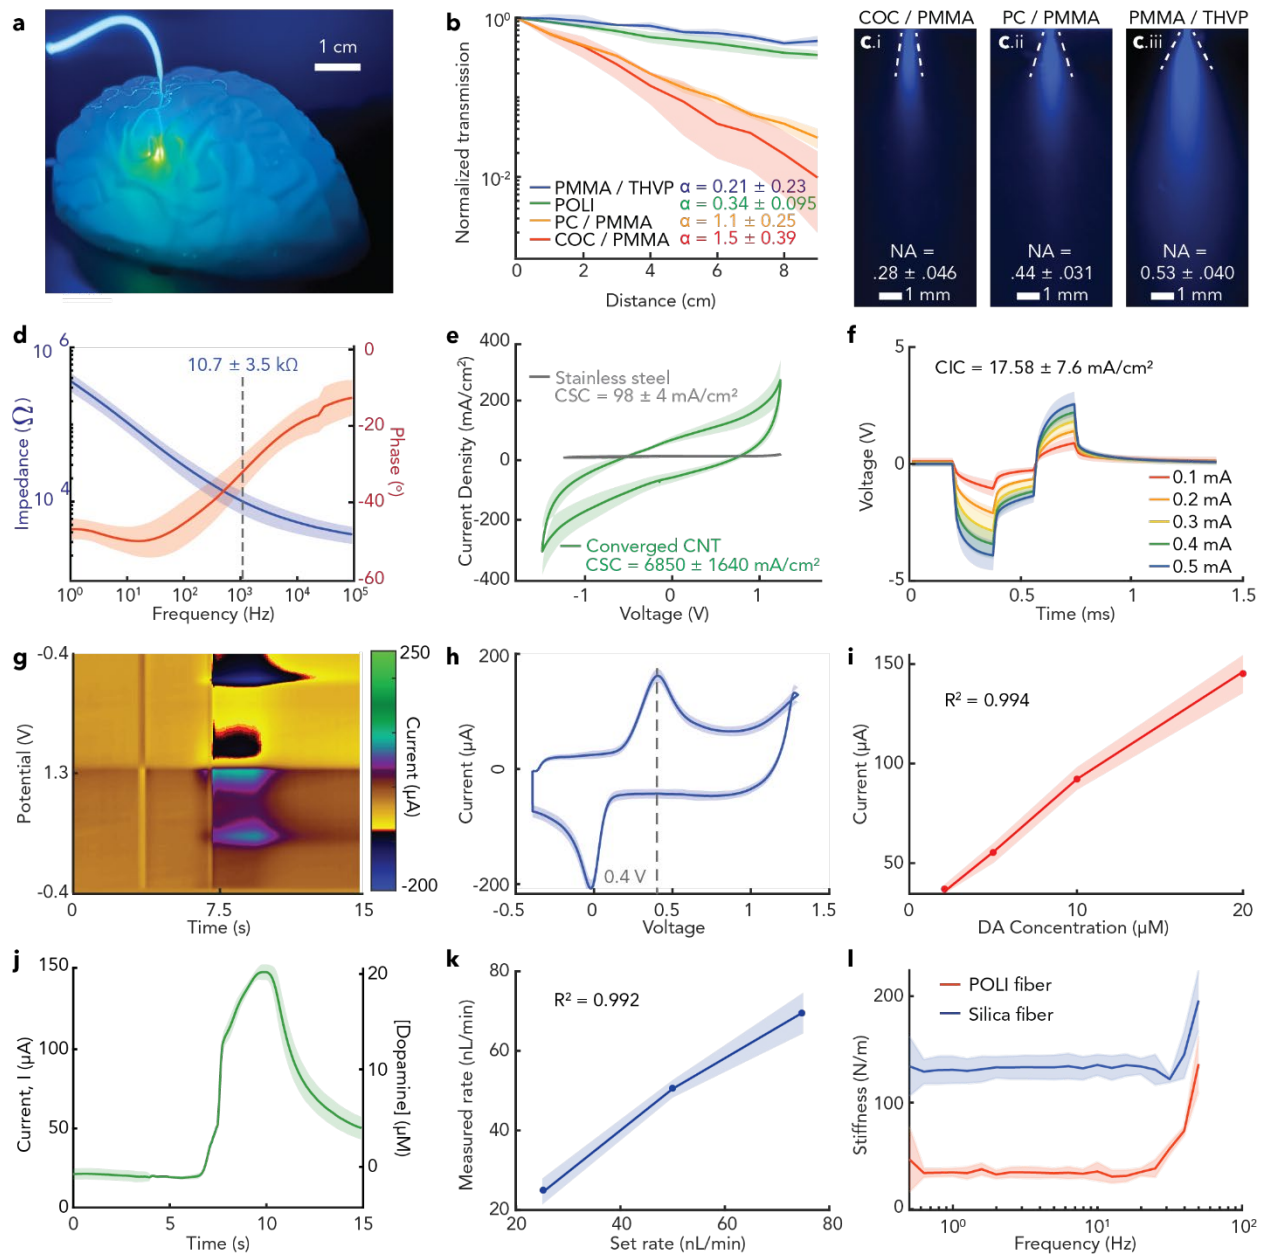 a
1 cm
b
10⁰
10⁻²
Normalized transmission
PMMA / THVP α = 0.21 ± 0.23
POLI α = 0.34 ± 0.095
PC / PMMA α = 1.1 ± 0.25
COC / PMMA α = 1.5 ± 0.39
0 2 4 6 8
Distance (cm)
COC / PMMA
c.i
NA =
.28 ± .046
1 mm
PC / PMMA
c.ii
NA =
.44 ± .031
1 mm
PMMA / THVP
c.iii
NA =
0.53 ± .040
1 mm
d
10⁶
10⁴
Impedance (Ω)
10.7 ± 3.5 kΩ
0
-20
-40
-60
Phase (°)
10⁰ 10¹ 10² 10³ 10⁴ 10⁵
Frequency (Hz)
e
400
200
0
-200
-400
Current Density (mA/cm²)
Stainless steel
CSC = 98 ± 4 mA/cm²
Converged CNT
CSC = 6850 ± 1640 mA/cm²
-1 0 1
Voltage (V)
f
5
0
-5
Voltage (V)
CIC = 17.58 ± 7.6 mA/cm²
0.1 mA
0.2 mA
0.3 mA
0.4 mA
0.5 mA
0 0.5 1 1.5
Time (ms)
g
-0.4
1.3
-0.4
Potential (V)
250
-200
Current (μA)
0 7.5 15
Time (s)
h
200
0
-200
Current (μA)
0.4 V
-0.5 0 0.5 1 1.5
Voltage
i
150
100
50
Current (μA)
R² = 0.994
0 10 20
DA Concentration (μM)
j
150
100
50
0
Current, I (μA)
20
10
0
[Dopamine] (μM)
0 5 10 15
Time (s)
k
80
60
40
20
Measured rate (nL/min)
R² = 0.992
20 40 60 80
Set rate (nL/min)
l
200
100
0
Stiffness (N/m)
POLI fiber
Silica fiber
10⁰ 10¹ 10²
Frequency (Hz)